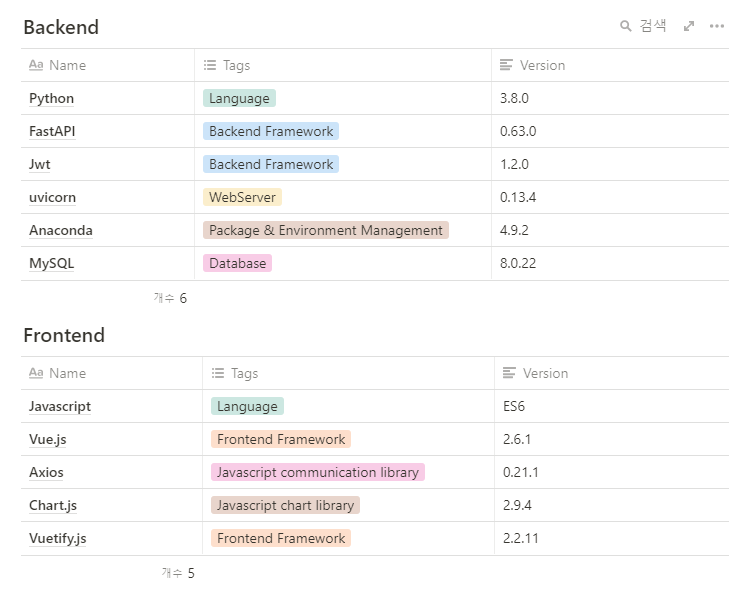 Backend 검색
Aa Name Tags Version
Python Language 3.8.0
FastAPI Backend Framework 0.63.0
Jwt Backend Framework 1.2.0
uvicorn WebServer 0.13.4
Anaconda Package & Environment Management 4.9.2
MySQL Database 8.0.22
개수 6
Frontend
Aa Name Tags Version
Javascript Language ES6
Vue.js Frontend Framework 2.6.1
Axios Javascript communication library 0.21.1
Chart.js Javascript chart library 2.9.4
Vuetify.js Frontend Framework 2.2.11
개수 5